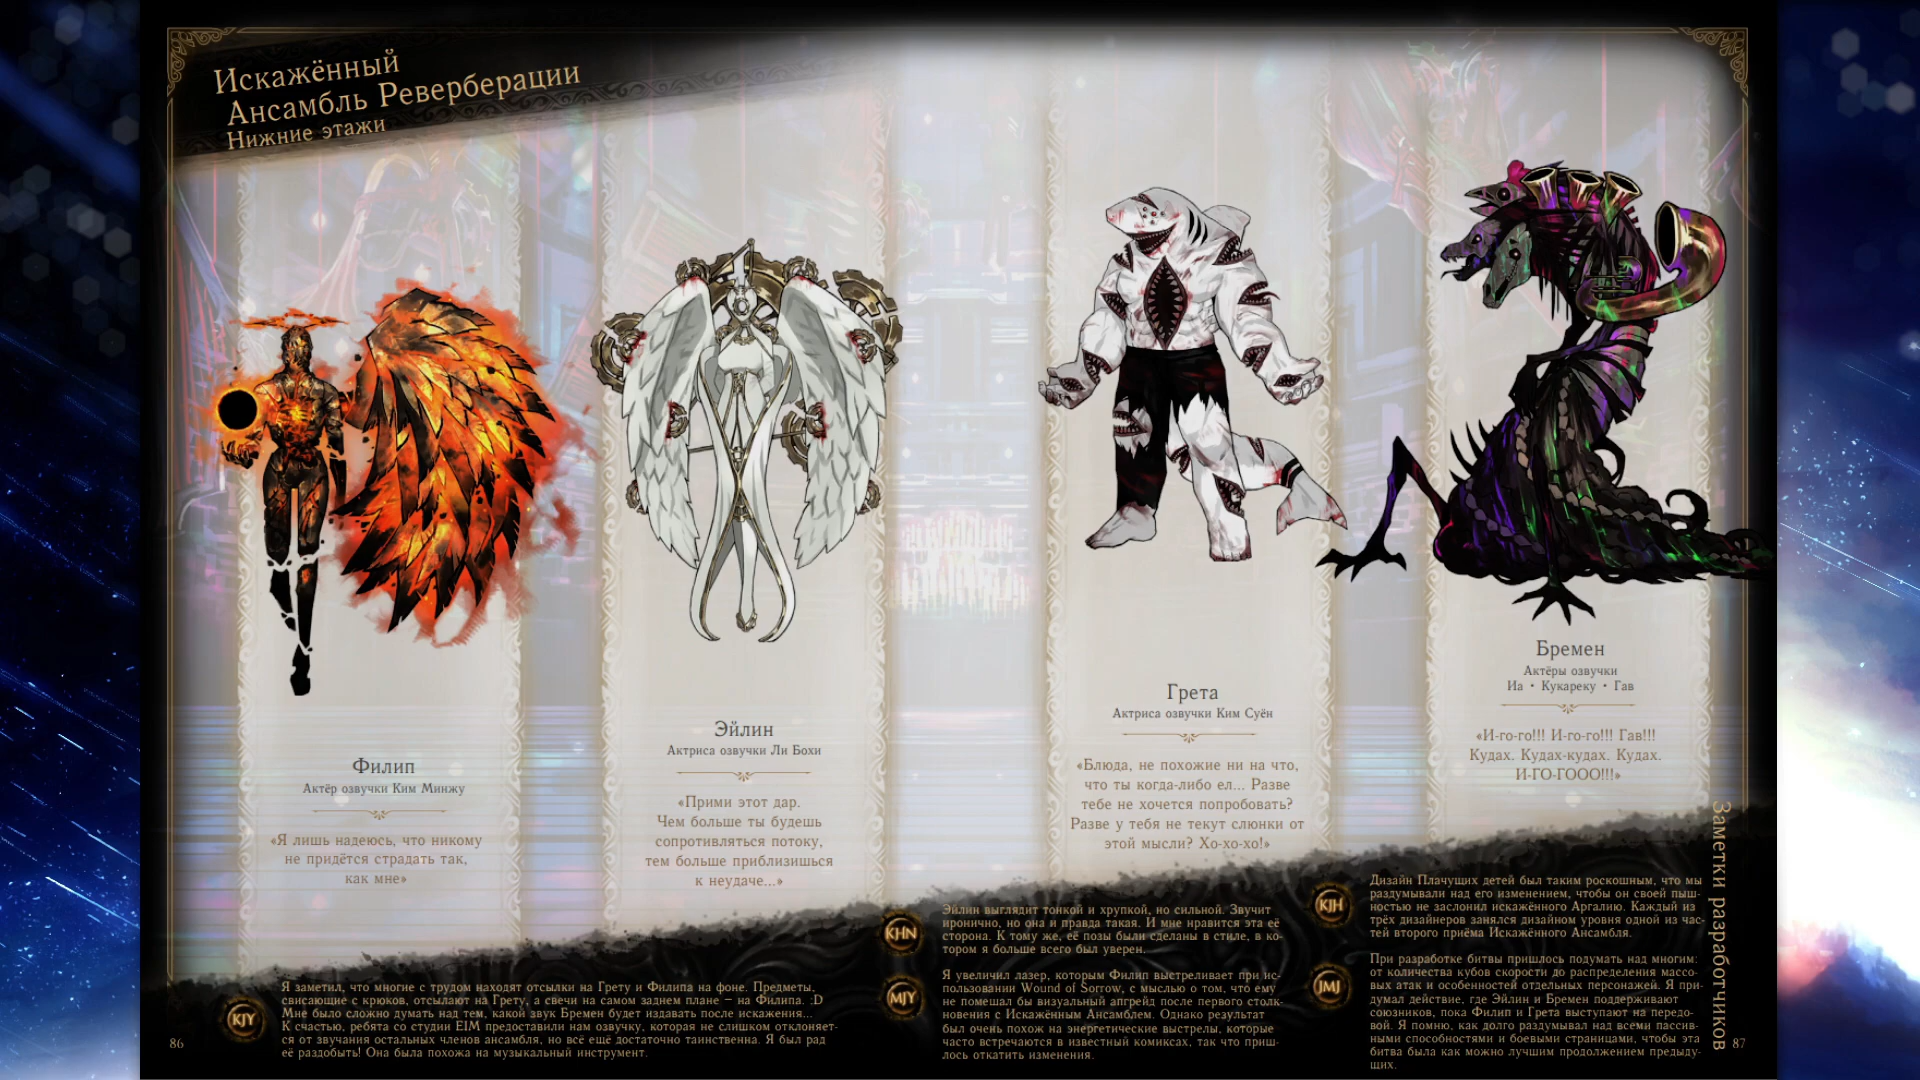 Искажённый
Ансамбль Реверберации
Нижние этажи
Филип
Актёр озвучки Ким Минжу
«Я лишь надеюсь, что никому
не придётся страдать так,
как мне»
Эйлин
Актриса озвучки Ли Бохи
«Прими этот дар.
Чем больше ты будешь
сопротивляться потоку,
тем больше приблизишься
к неудаче...»
Грета
Актриса озвучки Ким Суён
«Блюда, не похожие ни на что,
что ты когда-либо ел... Разве
тебе не хочется попробовать?
Разве у тебя не текут слюнки от
этой мысли? Хо-хо-хо!»
Бремен
Актёры озвучки
Иа • Кукареку • Гав
«И-го-го!!! И-го-го!!! Гав!!!
Кудах. Кудах-кудах. Кудах.
И-ГО-ГООО!!!»
KJY
Я заметил, что многие с трудом находят отсылки на Грету и Филипа на фоне. Предметы,
свисающие с крюков, отсылают на Грету, а свечи на самом заднем плане – на Филипа. :D
Мне было сложно думать над тем, какой звук Бремен будет издавать после искажения...
К счастью, ребята со студии EIM предоставили нам озвучку, которая не слишком отклоняет-
ся от звучания остальных членов ансамбля, но всё ещё достаточно таинственна. Я был рад
её раздобыть! Она была похожа на музыкальный инструмент.
KHN
Эйлин выглядит тонкой и хрупкой, но сильной. Звучит
иронично, но она и правда такая. И мне нравится эта её
сторона. К тому же, её позы были сделаны в стиле, в ко-
тором я больше всего был уверен.
MJY
Я увеличил лазер, которым Филип выстреливает при ис-
пользовании Wound of Sorrow, с мыслью о том, что ему
не помешал бы визуальный апгрейд после первого столк-
новения с Искажённым Ансамблем. Однако результат
был очень похож на энергетические выстрелы, которые
часто встречаются в известный комиксах, так что приш-
лось откатить изменения.
KJH
Дизайн Плачущих детей был таким роскошным, что мы
раздумывали над его изменением, чтобы он своей пыш-
ностью не заслонил искажённого Аргалию. Каждый из
трёх дизайнеров занялся дизайном уровня одной из час-
тей второго приёма Искажённого Ансамбля.
JMJ
При разработке битвы пришлось подумать над многим:
от количества кубов скорости до распределения массо-
вых атак и особенностей отдельных персонажей. Я при-
думал действие, где Эйлин и Бремен поддерживают
союзников, пока Филип и Грета выступают на передо-
вой. Я помню, как долго раздумывал над всеми пассив-
ными способностями и боевыми страницами, чтобы эта
битва была как можно лучшим продолжением предыду-
щих.
Заметки разработчиков
86
87